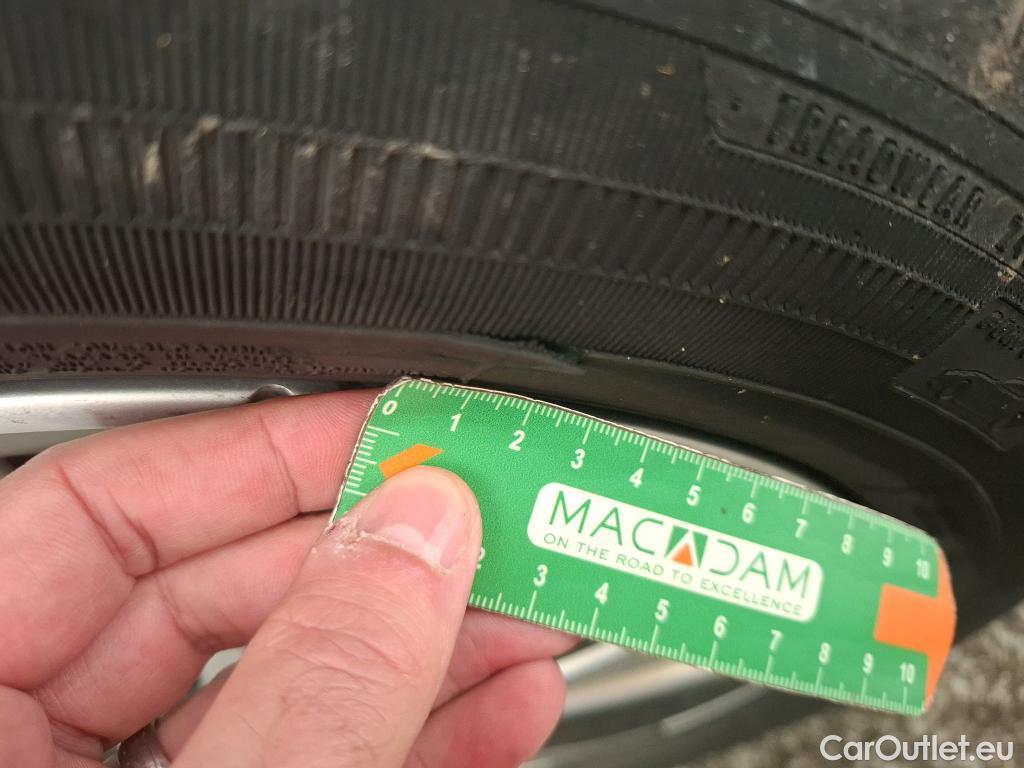 TREADWEAR
0 1 2 3 4 5 6 7 8 9 10
MACADAM
ON THE ROAD TO EXCELLENCE
2 3 4 5 6 7 8 9 10
CarOutlet.eu